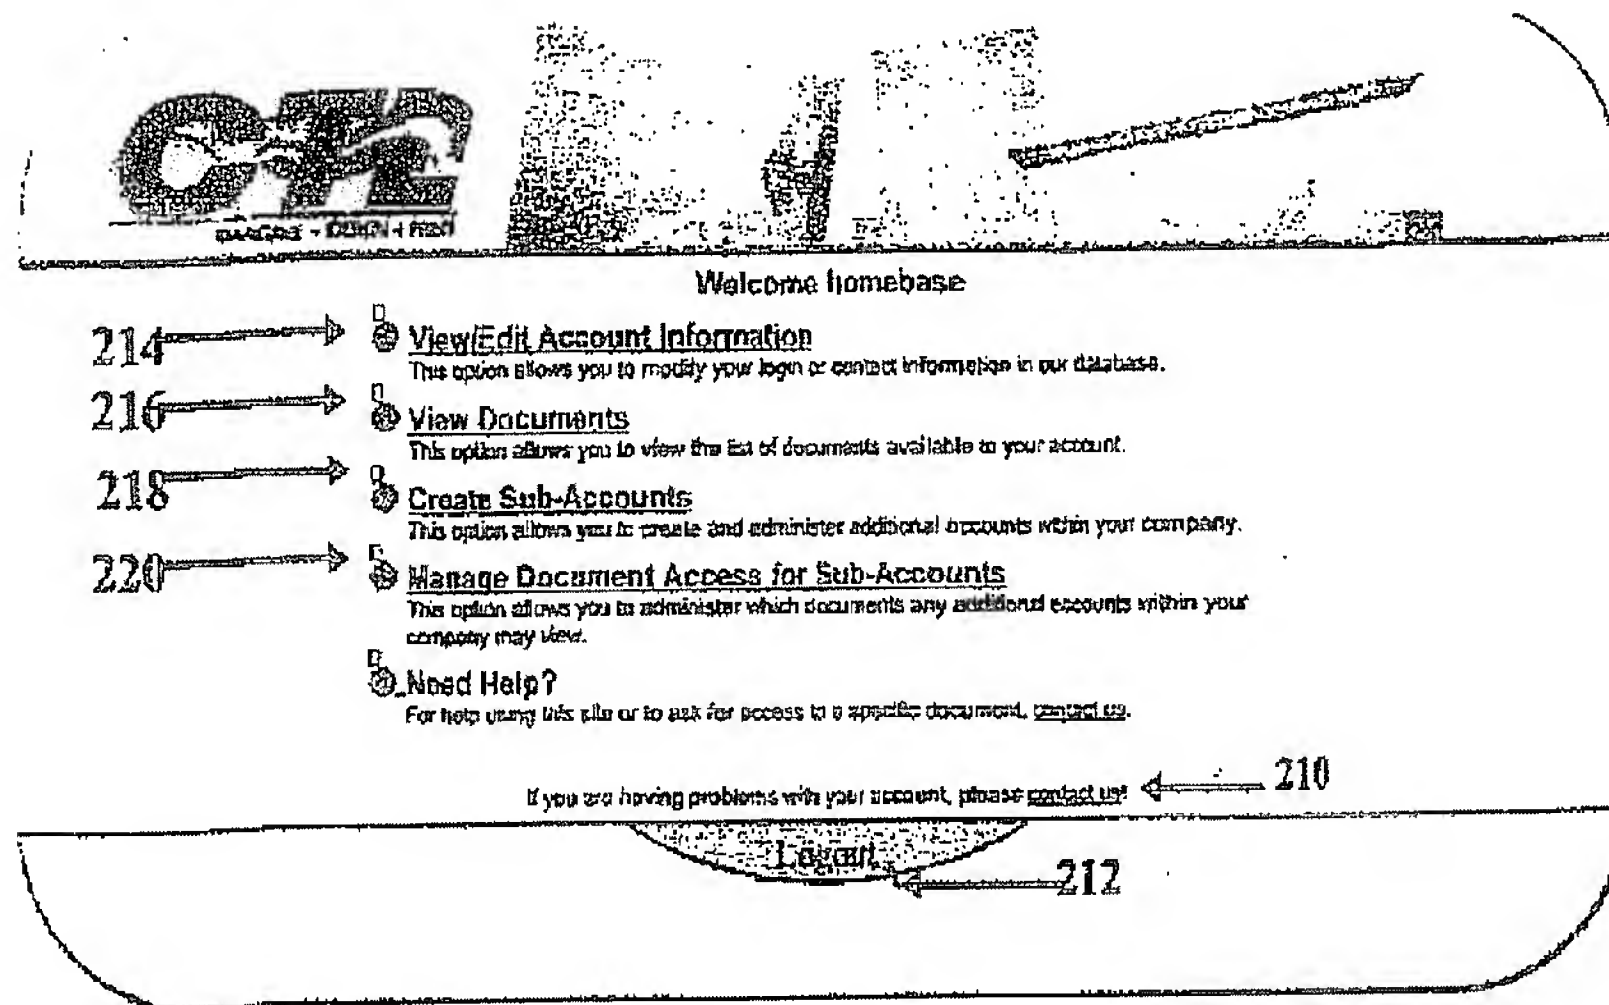 Welcome homebase
214 View/Edit Account Information
This option allows you to modify your login or contact information in our database.
216 View Documents
This option allows you to view the list of documents available to your account.
218 Create Sub-Accounts
This option allows you to create and administer additional accounts within your company.
220 Manage Document Access for Sub-Accounts
This option allows you to administer which documents any additional accounts within your
company may view.
Need Help?
For help using this site or to ask for access to a specific document, contact us.
If you are having problems with your account, please contact us! 210
Logout
212